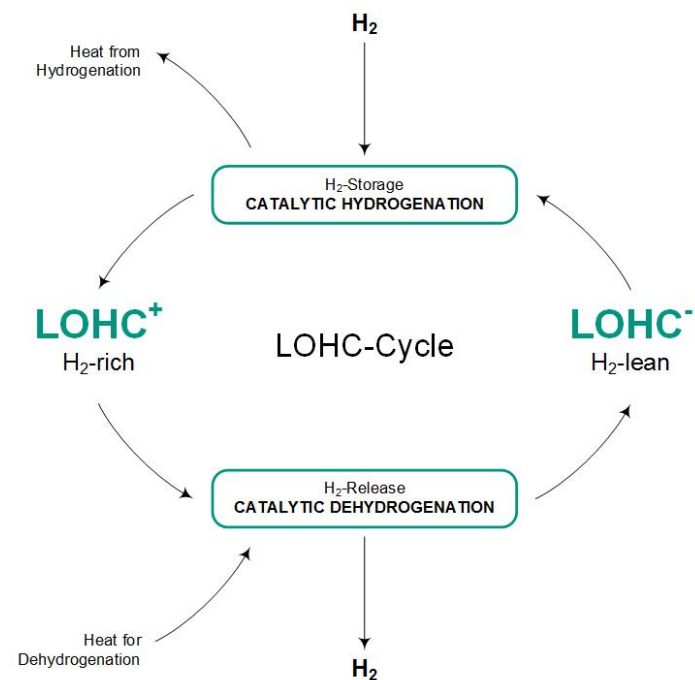 H₂
Heat from
Hydrogenation
H₂-Storage
CATALYTIC HYDROGENATION
LOHC⁺
H₂-rich
LOHC-Cycle
LOHC⁻
H₂-lean
H₂-Release
CATALYTIC DEHYDROGENATION
Heat for
Dehydrogenation
H₂